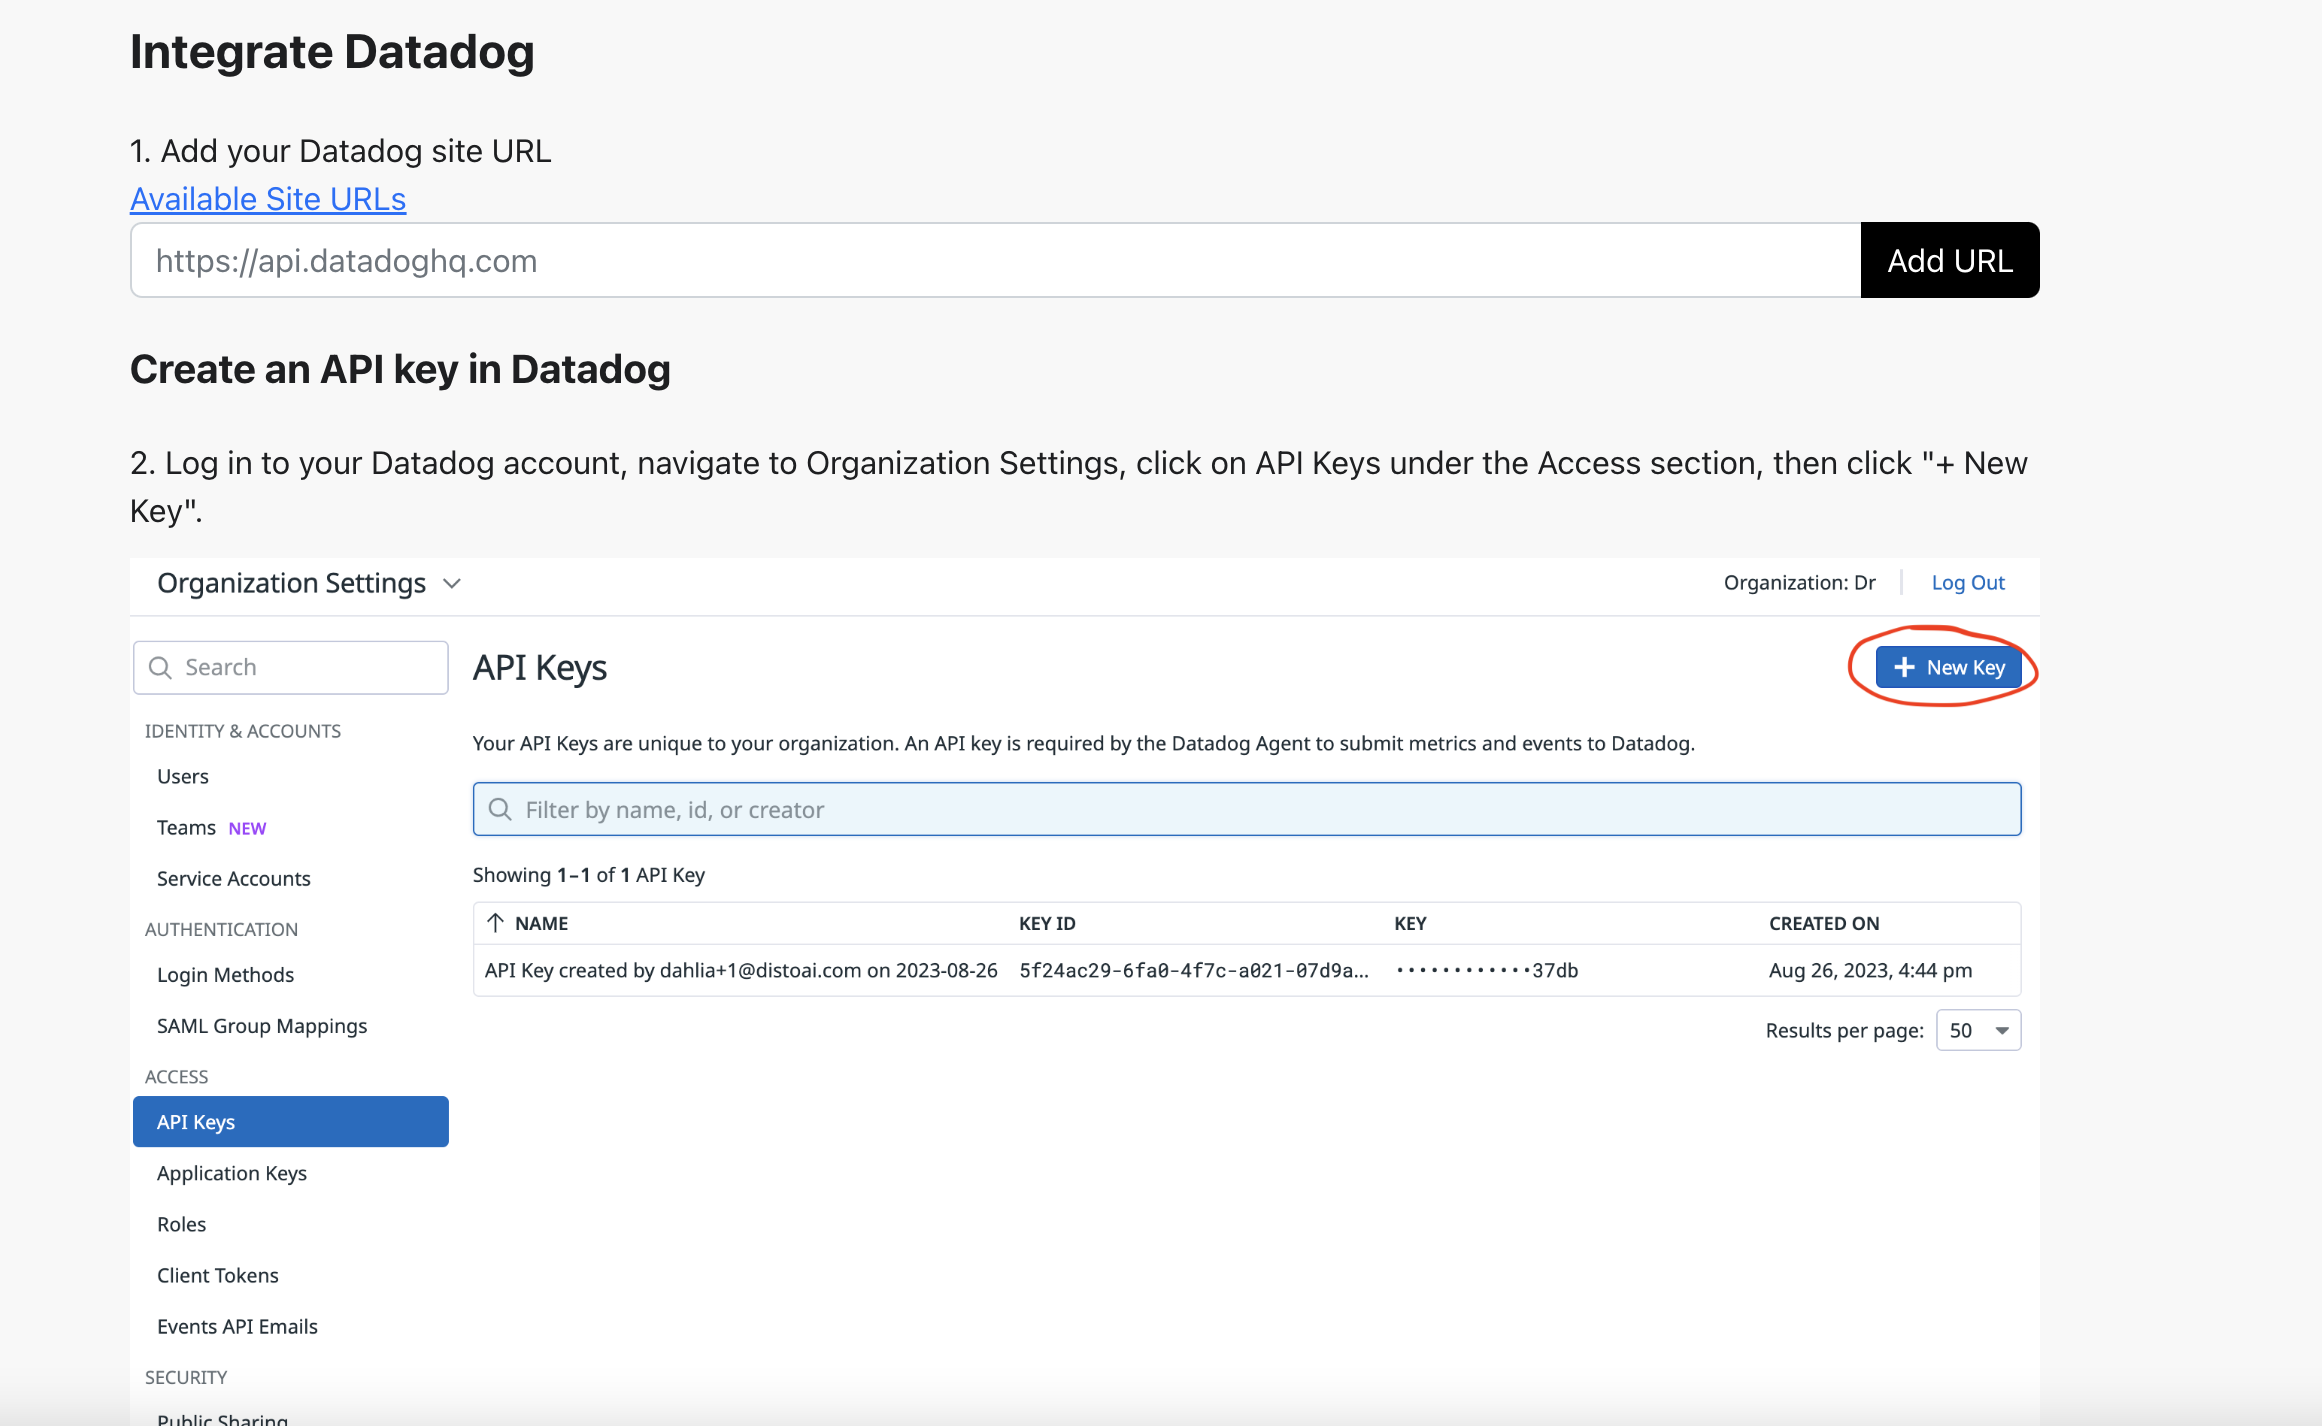 Integrate Datadog
1. Add your Datadog site URL
Available Site URLs
https://api.datadoghq.com
Add URL
Create an API key in Datadog
2. Log in to your Datadog account, navigate to Organization Settings, click on API Keys under the Access section, then click "+ New
Key".
Organization Settings
Organization: Dr
Log Out
Search
IDENTITY & ACCOUNTS
Users
Teams NEW
Service Accounts
AUTHENTICATION
Login Methods
SAML Group Mappings
ACCESS
API Keys
Application Keys
Roles
Client Tokens
Events API Emails
SECURITY
Public Sharing
API Keys
+ New Key
Your API Keys are unique to your organization. An API key is required by the Datadog Agent to submit metrics and events to Datadog.
Filter by name, id, or creator
Showing 1–1 of 1 API Key
↑ NAME KEY ID KEY CREATED ON
API Key created by dahlia+1@distoai.com on 2023-08-26 5f24ac29-6fa0-4f7c-a021-07d9a... ••••••••••••37db Aug 26, 2023, 4:44 pm
Results per page: 50